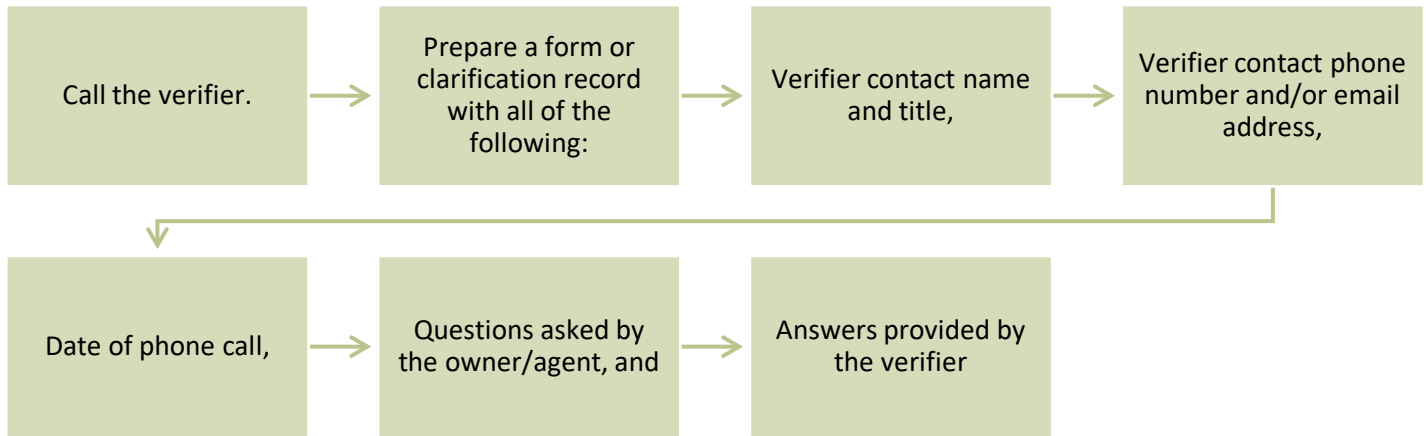 Call the verifier.
Prepare a form or
clarification record
with all of the
following:
Verifier contact name
and title,
Verifier contact phone
number and/or email
address,
Date of phone call,
Questions asked by
the owner/agent, and
Answers provided by
the verifier